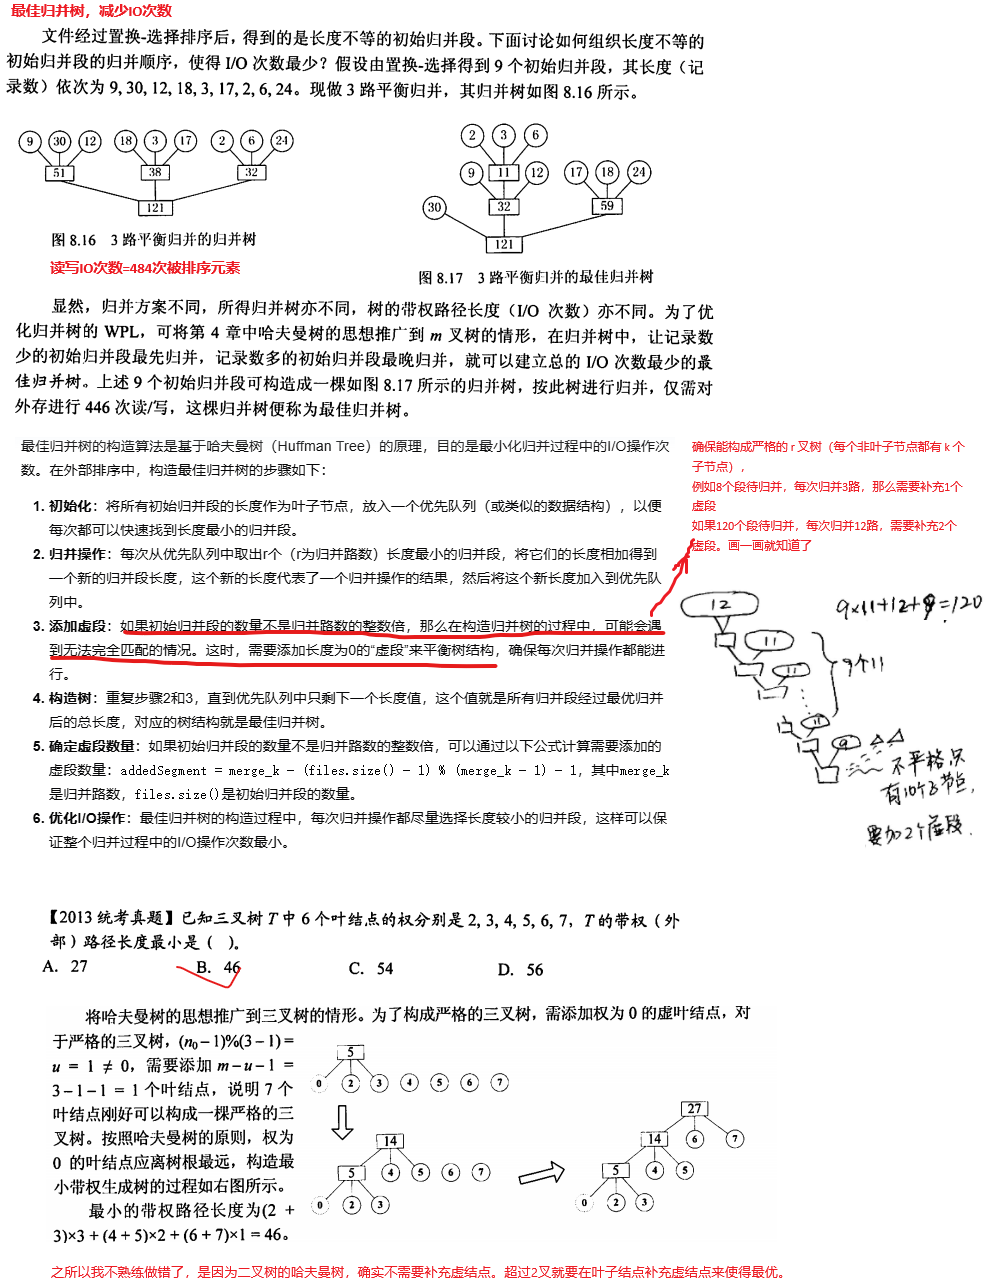 最佳归并树，减少IO次数
文件经过置换-选择排序后，得到的是长度不等的初始归并段。下面讨论如何组织长度不等的
初始归并段的归并顺序，使得 I/O 次数最少？假设由置换-选择得到 9 个初始归并段，其长度（记
录数）依次为 9, 30, 12, 18, 3, 17, 2, 6, 24。现做 3 路平衡归并，其归并树如图 8.16 所示。
9 30 12 18 3 17 2 6 24
51 38 32
121
图 8.16 3 路平衡归并的归并树
读写IO次数=484次被排序元素
2 3 6
9 11 12 17 18 24
30 32 59
121
图 8.17 3 路平衡归并的最佳归并树
显然，归并方案不同，所得归并树亦不同，树的带权路径长度（I/O 次数）亦不同。为了优
化归并树的 WPL，可将第 4 章中哈夫曼树的思想推广到 m 叉树的情形，在归并树中，让记录数
少的初始归并段最先归并，记录数多的初始归并段最晚归并，就可以建立总的 I/O 次数最少的最
佳归并树。上述 9 个初始归并段可构造成一棵如图 8.17 所示的归并树，按此树进行归并，仅需对
外存进行 446 次读/写，这棵归并树便称为最佳归并树。
最佳归并树的构造算法是基于哈夫曼树（Huffman Tree）的原理，目的是最小化归并过程中的I/O操作次
数。在外部排序中，构造最佳归并树的步骤如下：
1. 初始化：将所有初始归并段的长度作为叶子节点，放入一个优先队列（或类似的数据结构），以便
每次都可以快速找到长度最小的归并段。
2. 归并操作：每次从优先队列中取出r个（r为归并路数）长度最小的归并段，将它们的长度相加得到
一个新的归并段长度，这个新的长度代表了一个归并操作的结果，然后将这个新长度加入到优先队
列中。
3. 添加虚段：如果初始归并段的数量不是归并路数的整数倍，那么在构造归并树的过程中，可能会遇
到无法完全匹配的情况。这时，需要添加长度为0的“虚段”来平衡树结构，确保每次归并操作都能进
行。
4. 构造树：重复步骤2和3，直到优先队列中只剩下一个长度值，这个值就是所有归并段经过最优归并
后的总长度，对应的树结构就是最佳归并树。
5. 确定虚段数量：如果初始归并段的数量不是归并路数的整数倍，可以通过以下公式计算需要添加的
虚段数量：addedSegment = merge_k − (files.size() − 1) % (merge_k − 1) − 1，其中merge_k
是归并路数，files.size()是初始归并段的数量。
6. 优化I/O操作：最佳归并树的构造过程中，每次归并操作都尽量选择长度较小的归并段，这样可以保
证整个归并过程中的I/O操作次数最小。
确保能构成严格的 r 叉树（每个非叶子节点都有 k 个
子节点），
例如8个段待归并，每次归并3路，那么需要补充1个
虚段
如果120个段待归并，每次归并12路，需要补充2个
虚段。画一画就知道了
12
9×11+12+9=120
11
11
9个11
11
9
不严格只
有10个子节点，
要加2个虚段.
【2013 统考真题】已知三叉树 T 中 6 个叶结点的权分别是 2, 3, 4, 5, 6, 7，T 的带权（外
部）路径长度最小是（ ）。
A. 27 B. 46 C. 54 D. 56
将哈夫曼树的思想推广到三叉树的情形。为了构成严格的三叉树，需添加权为 0 的虚叶结点，对
于严格的三叉树，(n₀−1)%(3−1) =
u = 1 ≠ 0，需要添加 m−u−1 =
3−1−1 = 1 个叶结点，说明 7 个
叶结点刚好可以构成一棵严格的三
叉树。按照哈夫曼树的原则，权为
0 的叶结点应离树根最远，构造最
小带权生成树的过程如右图所示。
最小的带权路径长度为(2 +
3)×3 + (4 + 5)×2 + (6 + 7)×1 = 46。
5
0 2 3 4 5 6 7
14
5 4 5 6 7
0 2 3
27
14 6 7
5 4 5
0 2 3
之所以我不熟练做错了，是因为二叉树的哈夫曼树，确实不需要补充虚结点。超过2叉就要在叶子结点补充虚结点来使得最优。